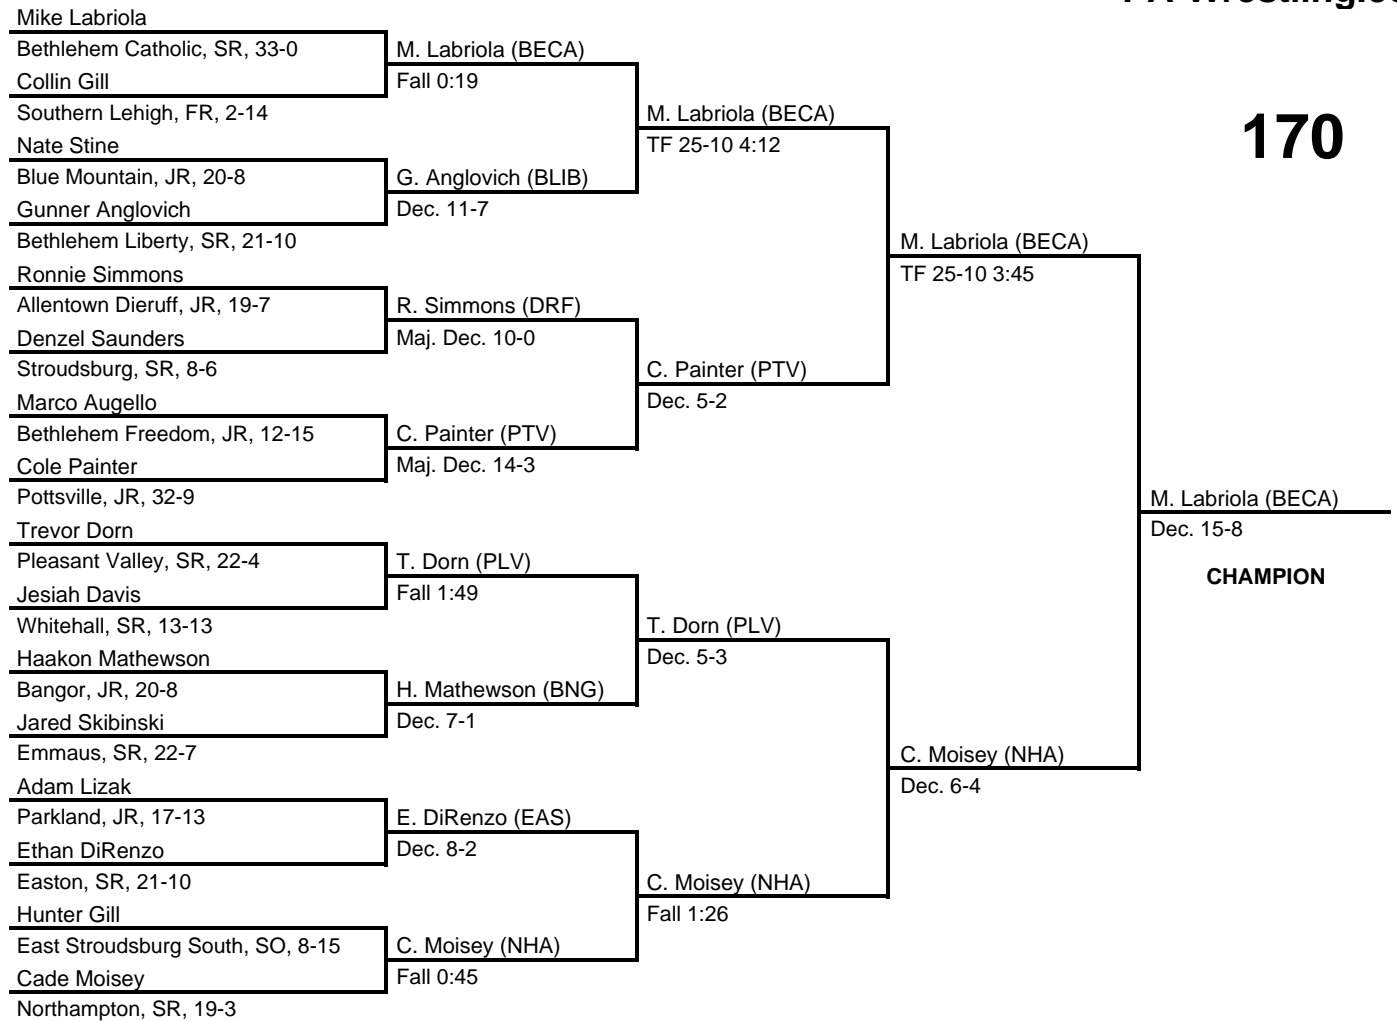 Mike Labriola
Bethlehem Catholic, SR, 33-0
Collin Gill
Southern Lehigh, FR, 2-14
Nate Stine
Blue Mountain, JR, 20-8
Gunner Anglovich
Bethlehem Liberty, SR, 21-10
Ronnie Simmons
Allentown Dieruff, JR, 19-7
Denzel Saunders
Stroudsburg, SR, 8-6
Marco Augello
Bethlehem Freedom, JR, 12-15
Cole Painter
Pottsville, JR, 32-9
Trevor Dorn
Pleasant Valley, SR, 22-4
Jesiah Davis
Whitehall, SR, 13-13
Haakon Mathewson
Bangor, JR, 20-8
Jared Skibinski
Emmaus, SR, 22-7
Adam Lizak
Parkland, JR, 17-13
Ethan DiRenzo
Easton, SR, 21-10
Hunter Gill
East Stroudsburg South, SO, 8-15
Cade Moisey
Northampton, SR, 19-3
M. Labriola (BECA)
Fall 0:19
G. Anglovich (BLIB)
Dec. 11-7
R. Simmons (DRF)
Maj. Dec. 10-0
C. Painter (PTV)
Maj. Dec. 14-3
T. Dorn (PLV)
Fall 1:49
H. Mathewson (BNG)
Dec. 7-1
E. DiRenzo (EAS)
Dec. 8-2
C. Moisey (NHA)
Fall 0:45
M. Labriola (BECA)
TF 25-10 4:12
C. Painter (PTV)
Dec. 5-2
T. Dorn (PLV)
Dec. 5-3
C. Moisey (NHA)
Fall 1:26
M. Labriola (BECA)
TF 25-10 3:45
C. Moisey (NHA)
Dec. 6-4
170
M. Labriola (BECA)
Dec. 15-8
CHAMPION